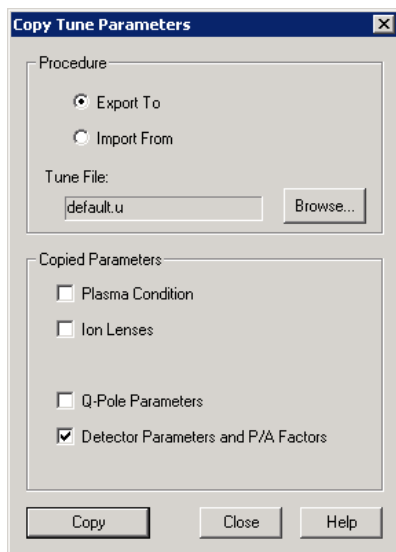 Copy Tune Parameters
Procedure
Export To
Import From
Tune File:
default.u
Browse...
Copied Parameters
Plasma Condition
Ion Lenses
Q-Pole Parameters
Detector Parameters and P/A Factors
Copy
Close
Help